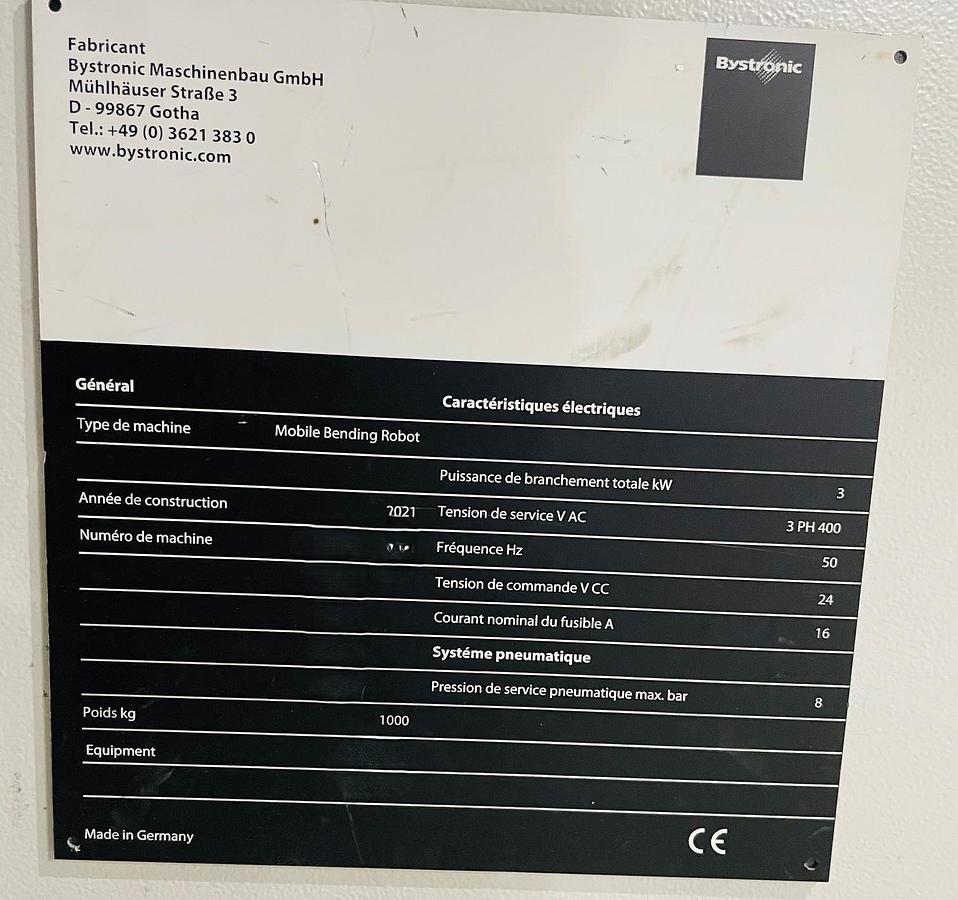 Fabricant
Bystronic Maschinenbau GmbH
Mühlhäuser Straße 3
D - 99867 Gotha
Tel.: +49 (0) 3621 383 0
www.bystronic.com
Bystronic
Général
Caractéristiques électriques
Type de machine Mobile Bending Robot
Puissance de branchement totale kW 3
Année de construction 2021
Tension de service V AC 3 PH 400
Numéro de machine
Fréquence Hz 50
Tension de commande V CC 24
Courant nominal du fusible A 16
Systéme pneumatique
Pression de service pneumatique max. bar 8
Poids kg 1000
Equipment
Made in Germany
CE